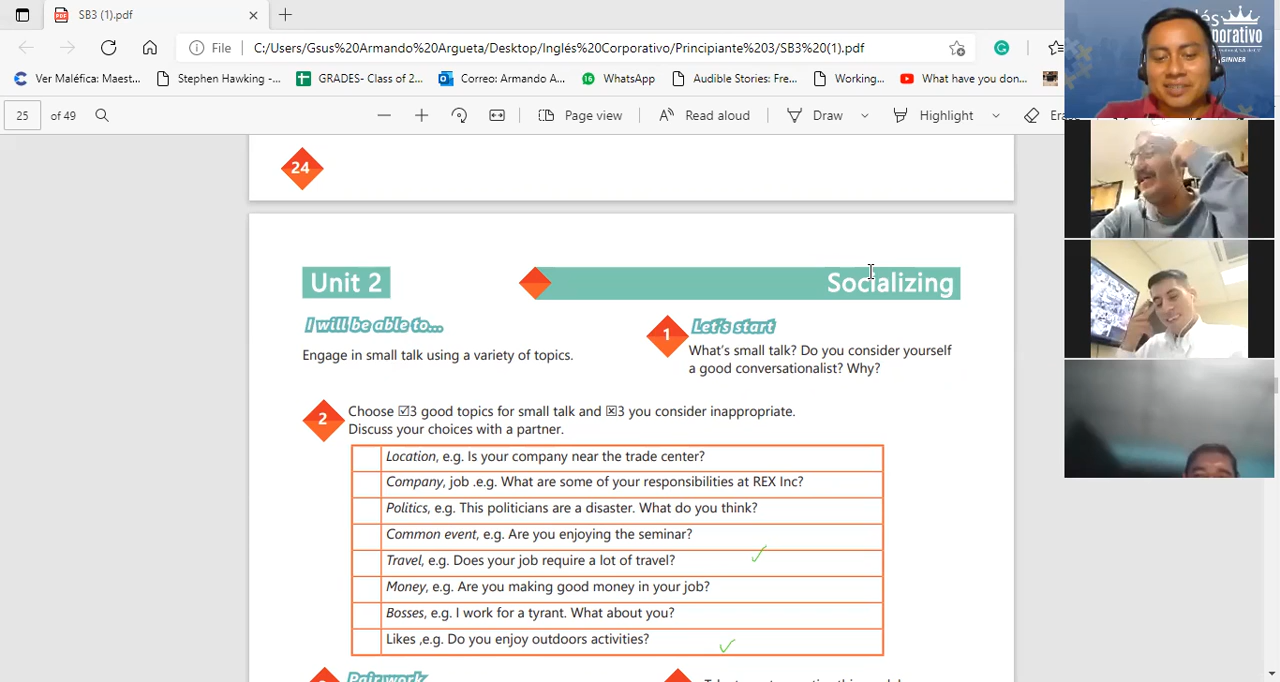 SB3 (1).pdf
File
C:/Users/Gsus%20Armando%20Argueta/Desktop/Inglés%20Corporativo/Principiante%203/SB3%20(1).pdf
Ver Maléfica: Maest...
Stephen Hawking -...
GRADES- Class of 2...
Correo: Armando A...
16
WhatsApp
Audible Stories: Fre...
Working...
What have you don...
25
of 49
Page view
Read aloud
Draw
Highlight
24
Unit 2
Socializing
I will be able to...
Engage in small talk using a variety of topics.
1
Let's start
What's small talk? Do you consider yourself
a good conversationalist? Why?
2
Choose ☑3 good topics for small talk and ☒3 you consider inappropriate.
Discuss your choices with a partner.
Location, e.g. Is your company near the trade center?
Company, job .e.g. What are some of your responsibilities at REX Inc?
Politics, e.g. This politicians are a disaster. What do you think?
Common event, e.g. Are you enjoying the seminar?
Travel, e.g. Does your job require a lot of travel?
Money, e.g. Are you making good money in your job?
Bosses, e.g. I work for a tyrant. What about you?
Likes ,e.g. Do you enjoy outdoors activities?
Pair work